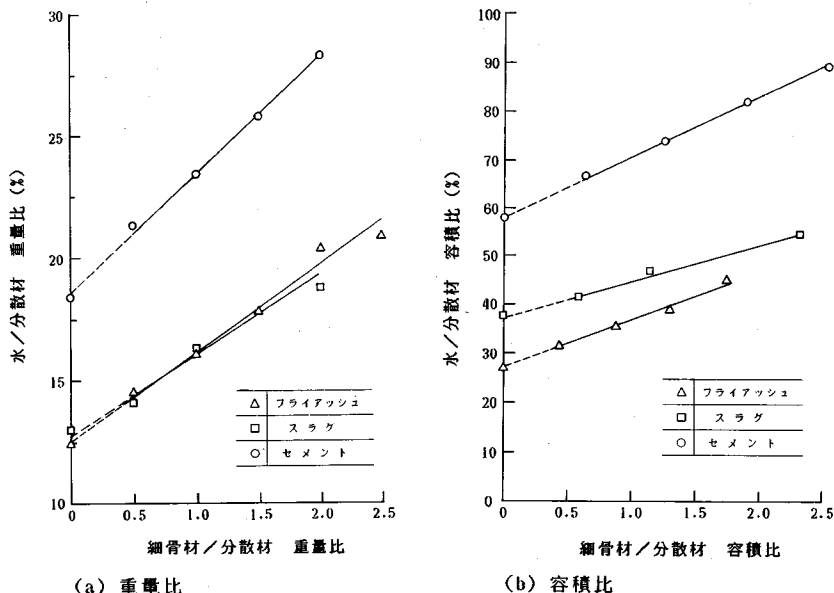 30
25
20
15
10
水／分散材 重量比 (%)
△ フライアッシュ
□ スラグ
○ セメント
0 0.5 1.0 1.5 2.0 2.5
細骨材／分散材 重量比
(a) 重量比
100
90
80
70
60
50
40
30
20
10
0
水／分散材 容積比 (%)
△ フライアッシュ
□ スラグ
○ セメント
0 0.5 1.0 1.5 2.0 2.5
細骨材／分散材 容積比
(b) 容積比